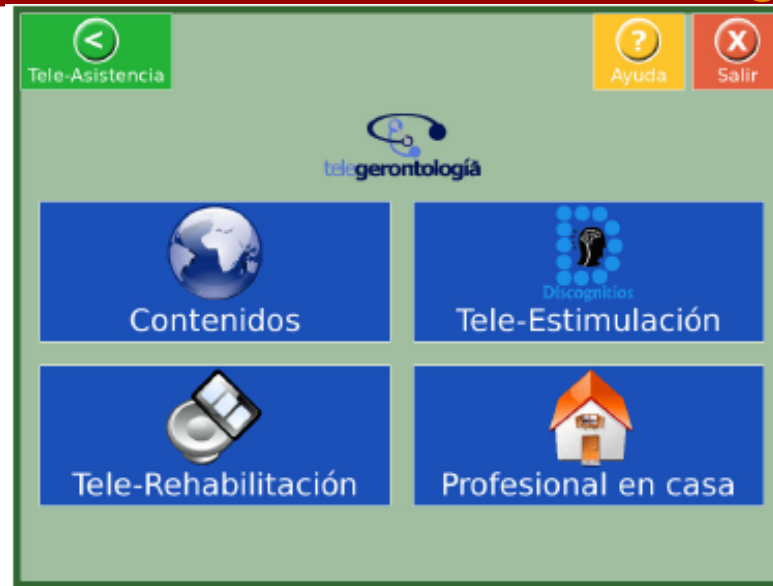 <
?
X
Tele-Asistencia
Ayuda
Salir
telegerontología
Discognitios
Contenidos
Tele-Estimulación
Tele-Rehabilitación
Profesional en casa